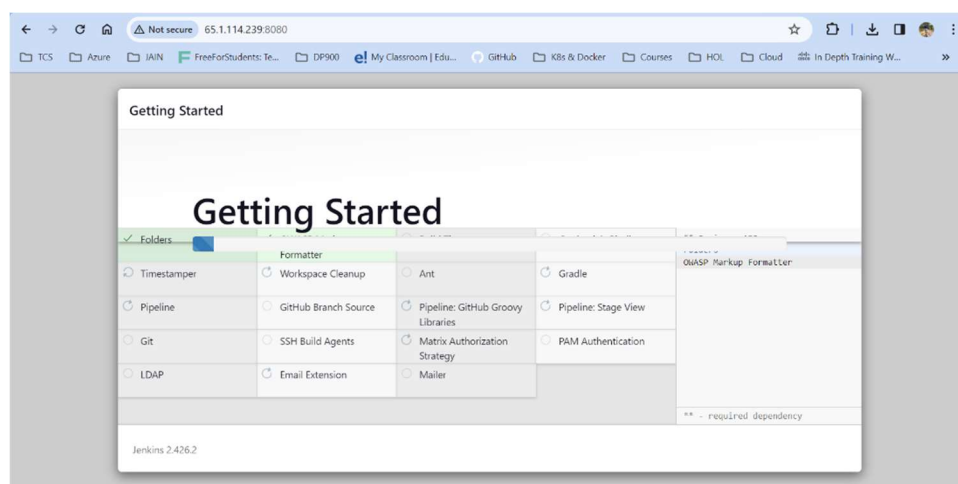 Not secure 65.1.114.239:8080
TCS Azure JAIN FreeForStudents: Te... DP900 e! My Classroom | Edu... GitHub K8s & Docker Courses HOL Cloud In Depth Training W... »
Getting Started
Getting Started
Folders
Formatter
OWASP Markup Formatter
Timestamper Workspace Cleanup Ant Gradle
Pipeline GitHub Branch Source Pipeline: GitHub Groovy Libraries Pipeline: Stage View
Git SSH Build Agents Matrix Authorization Strategy PAM Authentication
LDAP Email Extension Mailer
** - required dependency
Jenkins 2.426.2